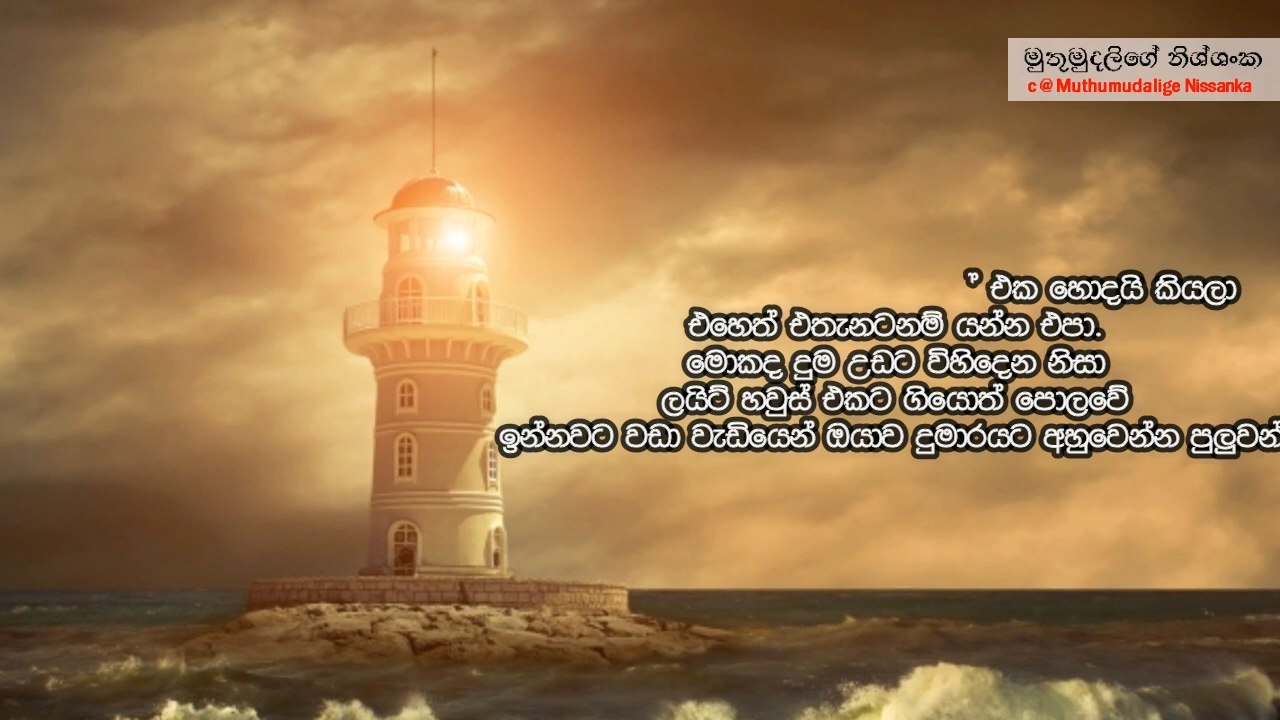 මුතුමුදලිගේ නිශ්ශංක
c@Muthumudalige Nissanka
" එක හොදයි කියලා
එහෙත් එතැනටනම් යන්න එපා.
මොකද දුම උඩට විහිදෙන නිසා
ලයිට් හවුස් එකට ගියොත් පොලවේ
ඉන්නවට වඩා වැඩියෙන් ඔයාව දුමාරයට අහුවෙන්න පුලුවන්